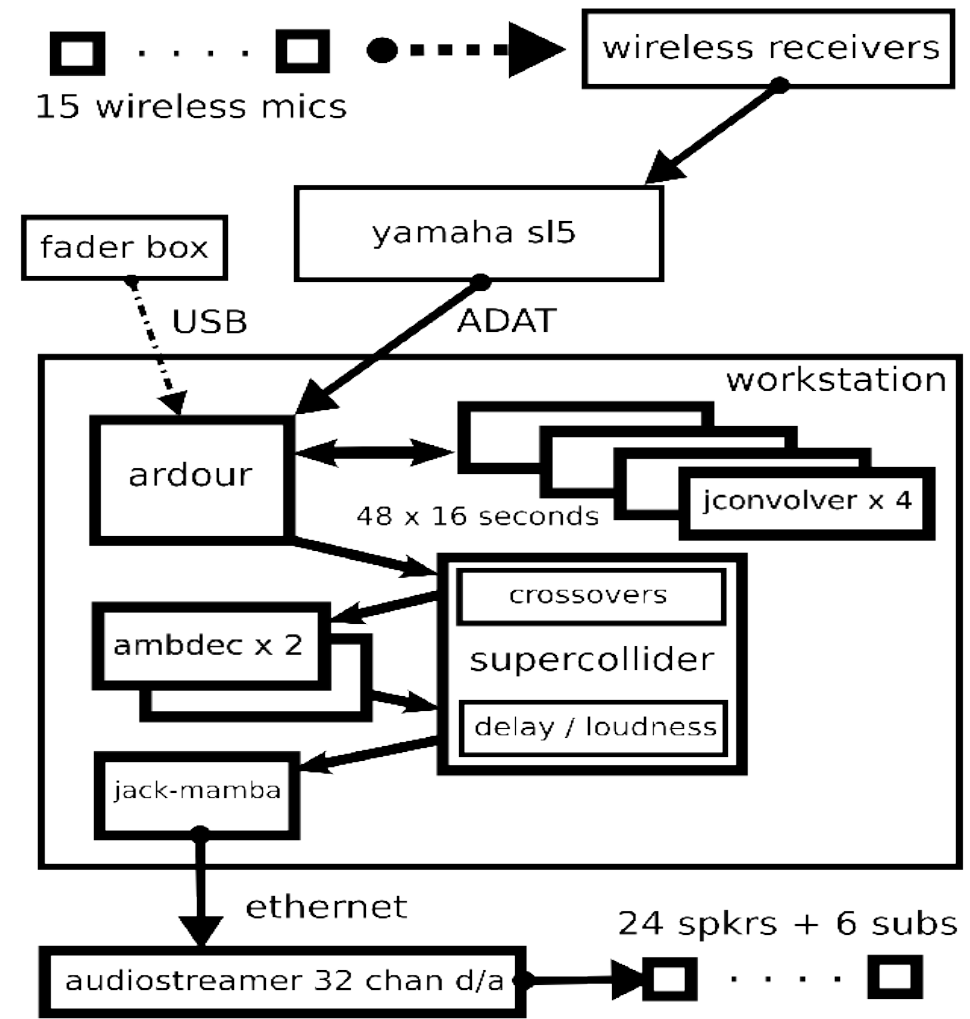 wireless receivers
15 wireless mics
yamaha sl5
fader box
USB
ADAT
workstation
ardour
jconvolver x 4
48 x 16 seconds
crossovers
ambdec x 2
supercollider
delay / loudness
jack-mamba
ethernet
24 spkrs + 6 subs
audiostreamer 32 chan d/a